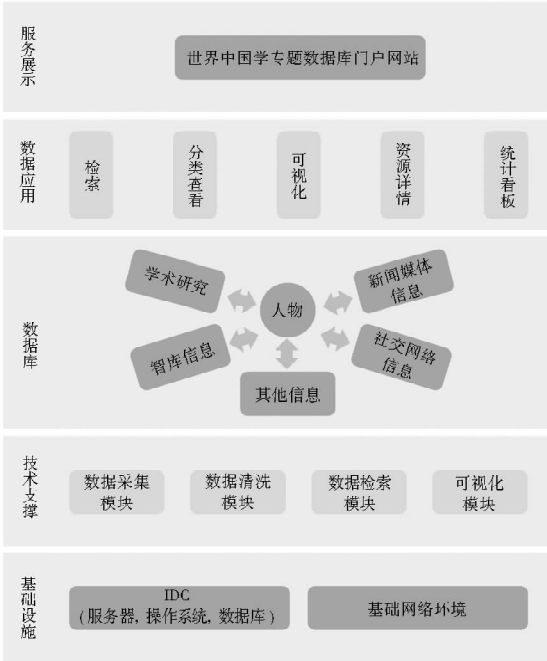 服务展示
世界中国学专题数据库门户网站
数据应用
检索
分类查看
可视化
资源详情
统计看板
数据库
学术研究
新闻媒体
信息
人物
智库信息
社交网络
信息
其他信息
技术支撑
数据采集
模块
数据清洗
模块
数据检索
模块
可视化
模块
基础设施
IDC
(服务器, 操作系统, 数据库)
基础网络环境